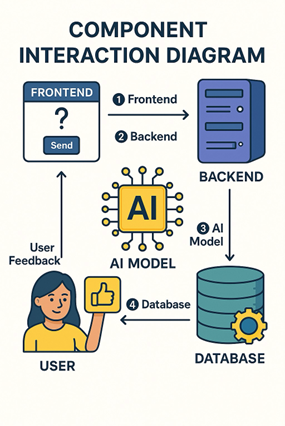 COMPONENT
INTERACTION DIAGRAM
FRONTEND
?
Send
1 Frontend
2 Backend
BACKEND
AI
AI MODEL
3 AI
Model
User
Feedback
4 Database
USER
DATABASE